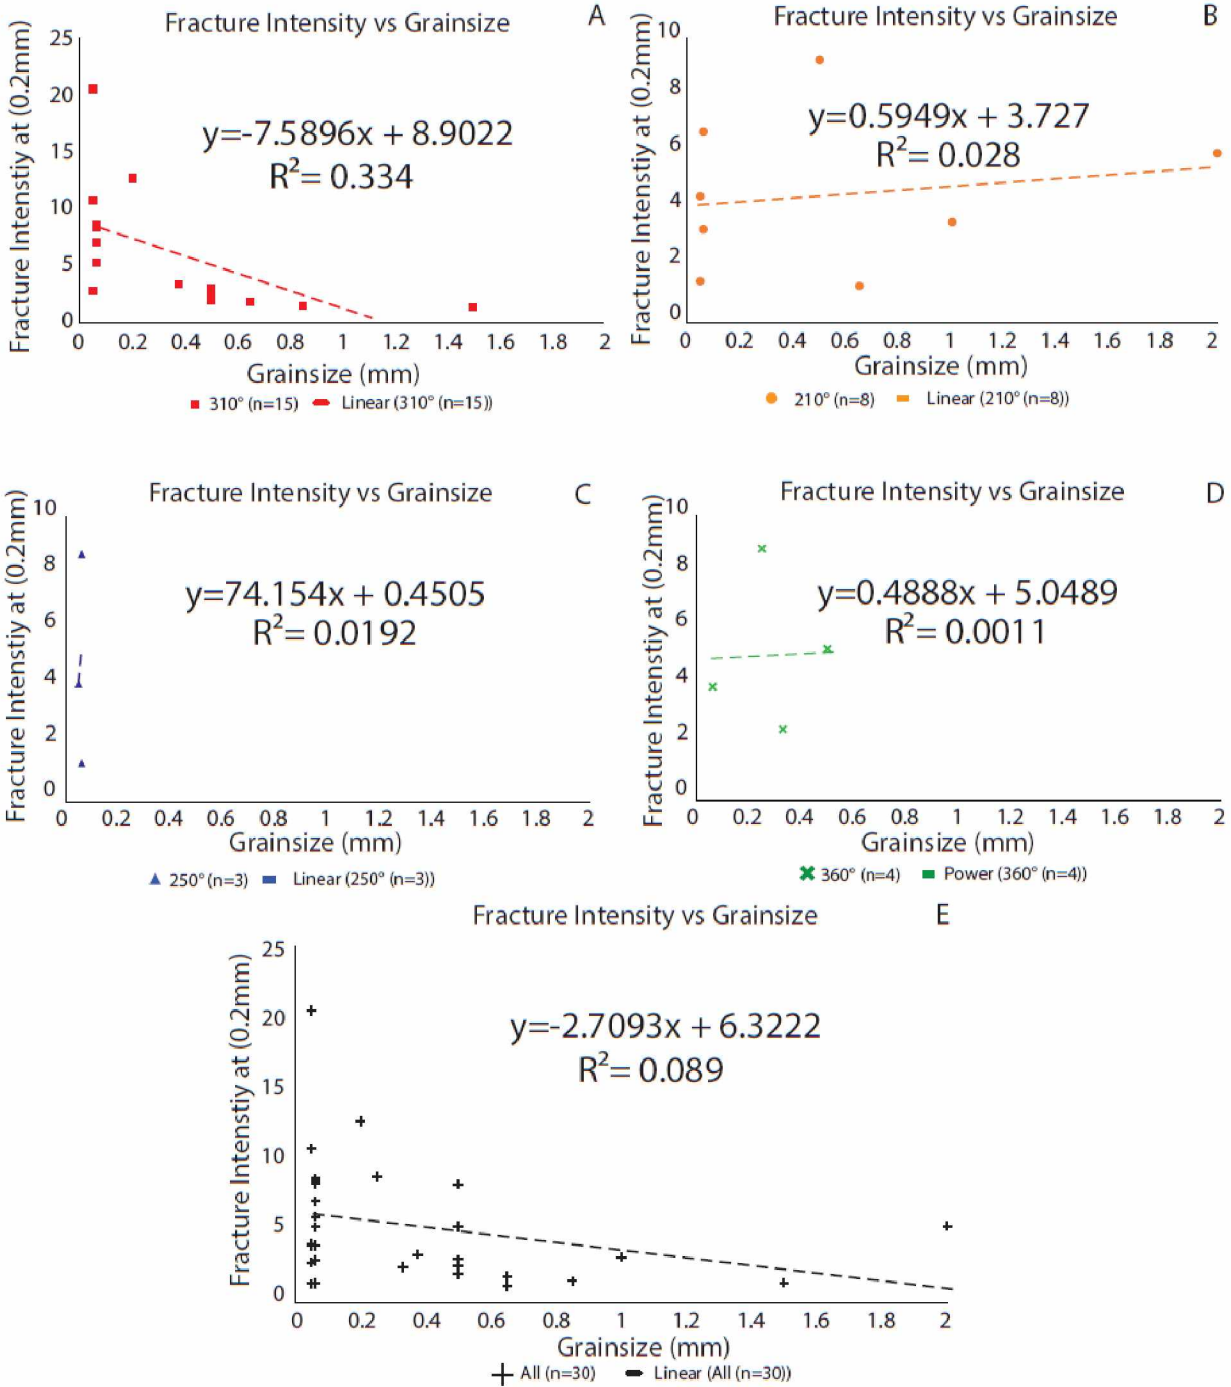 Fracture Intensity vs Grainsize
A
Fracture Intenstiy at (0.2mm)
25
20
15
10
5
0
y=-7.5896x + 8.9022
R²= 0.334
0 0.2 0.4 0.6 0.8 1 1.2 1.4 1.6 1.8 2
Grainsize (mm)
310° (n=15) Linear (310° (n=15))
Fracture Intensity vs Grainsize
B
Fracture Intenstiy at (0.2mm)
10
8
6
4
2
0
y=0.5949x + 3.727
R²= 0.028
0 0.2 0.4 0.6 0.8 1 1.2 1.4 1.6 1.8 2
Grainsize (mm)
210° (n=8) Linear (210° (n=8))
Fracture Intensity vs Grainsize
C
Fracture Intenstiy at (0.2mm)
10
8
6
4
2
0
y=74.154x + 0.4505
R²= 0.0192
0 0.2 0.4 0.6 0.8 1 1.2 1.4 1.6 1.8 2
Grainsize (mm)
250° (n=3) Linear (250° (n=3))
Fracture Intensity vs Grainsize
D
Fracture Intenstiy at (0.2mm)
10
8
6
4
2
0
y=0.4888x + 5.0489
R²= 0.0011
0 0.2 0.4 0.6 0.8 1 1.2 1.4 1.6 1.8 2
Grainsize (mm)
360° (n=4) Power (360° (n=4))
Fracture Intensity vs Grainsize
E
Fracture Intenstiy at (0.2mm)
25
20
15
10
5
0
y=-2.7093x + 6.3222
R²= 0.089
0 0.2 0.4 0.6 0.8 1 1.2 1.4 1.6 1.8 2
Grainsize (mm)
All (n=30) Linear (All (n=30))